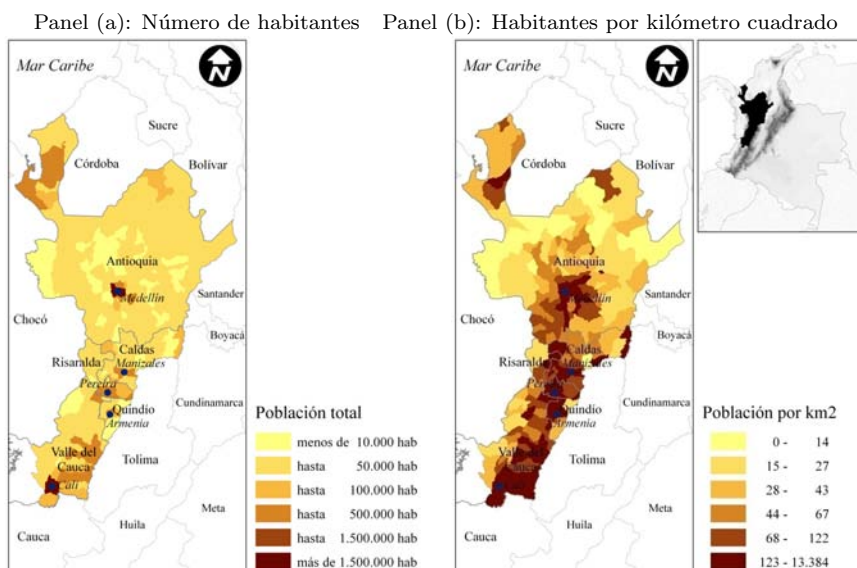 Panel (a): Número de habitantes
Mar Caribe
N
Sucre
Córdoba
Bolívar
Antioquia
Medellín
Santander
Chocó
Boyacá
Risaralda
Caldas
Manizales
Pereira
Cundinamarca
Quindío
Armenia
Valle del
Cauca
Cali
Tolima
Meta
Huila
Cauca
Población total
menos de 10.000 hab
hasta 50.000 hab
hasta 100.000 hab
hasta 500.000 hab
hasta 1.500.000 hab
más de 1.500.000 hab
Panel (b): Habitantes por kilómetro cuadrado
Mar Caribe
N
Sucre
Córdoba
Bolívar
Antioquia
Medellín
Santander
Chocó
Boyacá
Risaralda
Caldas
Manizales
Pereira
Cundinamarca
Quindío
Armenia
Valle del
Cauca
Tolima
Meta
Huila
Cauca
Población por km2
0 - 14
15 - 27
28 - 43
44 - 67
68 - 122
123 - 13.384